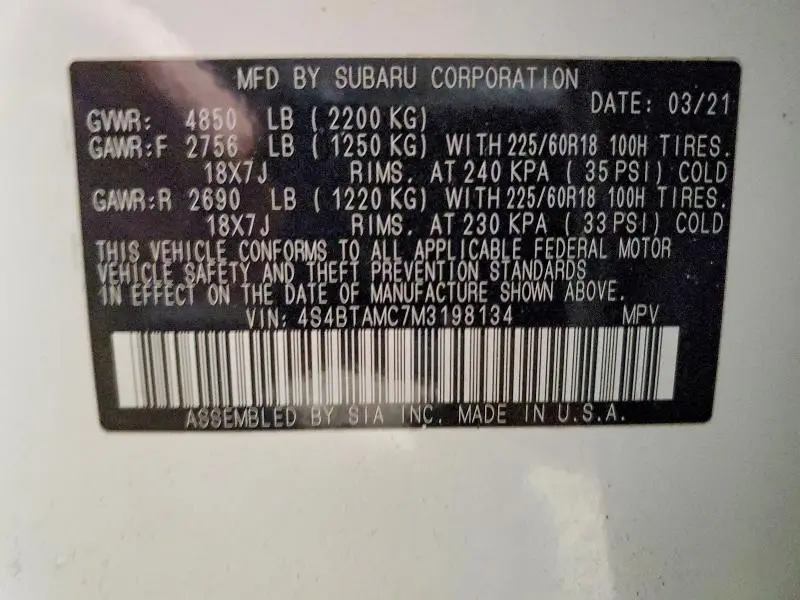 MFD BY SUBARU CORPORATION
DATE: 03/21
GVWR: 4850 LB ( 2200 KG)
GAWR:F 2756 LB ( 1250 KG) WITH 225/60R18 100H TIRES.
18X7J RIMS. AT 240 KPA ( 35 PSI) COLD
GAWR:R 2690 LB ( 1220 KG) WITH 225/60R18 100H TIRES.
18X7J RIMS. AT 230 KPA ( 33 PSI) COLD
THIS VEHICLE CONFORMS TO ALL APPLICABLE FEDERAL MOTOR
VEHICLE SAFETY AND THEFT PREVENTION STANDARDS
IN EFFECT ON THE DATE OF MANUFACTURE SHOWN ABOVE.
VIN: 4S4BTAMC7M3198134 MPV
ASSEMBLED BY SIA INC. MADE IN U.S.A.